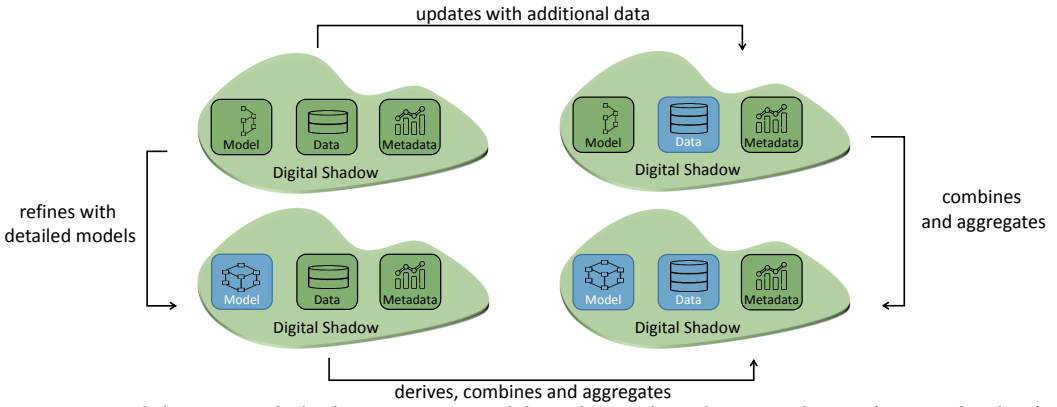 updates with additional data
Model
Data
Metadata
Digital Shadow
Model
Data
Metadata
Digital Shadow
refines with
detailed models
combines
and aggregates
Model
Data
Metadata
Digital Shadow
Model
Data
Metadata
Digital Shadow
derives, combines and aggregates